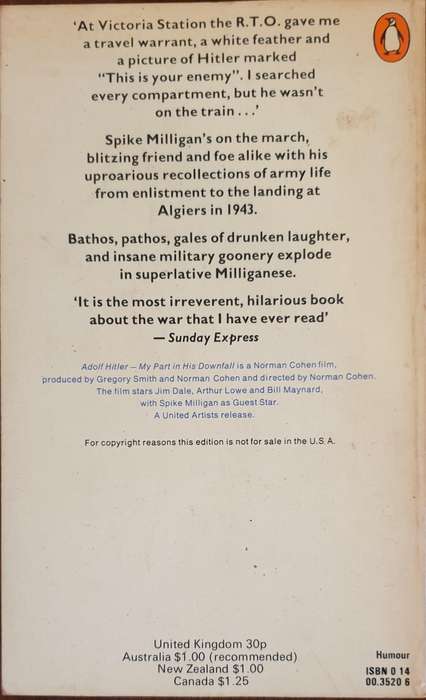 ‘At Victoria Station the R.T.O. gave me
a travel warrant, a white feather and
a picture of Hitler marked
“This is your enemy”. I searched
every compartment, but he wasn’t
on the train . . .’
Spike Milligan’s on the march,
blitzing friend and foe alike with his
uproarious recollections of army life
from enlistment to the landing at
Algiers in 1943.
Bathos, pathos, gales of drunken laughter,
and insane military goonery explode
in superlative Milliganese.
‘It is the most irreverent, hilarious book
about the war that I have ever read’
— Sunday Express
Adolf Hitler – My Part in His Downfall is a Norman Cohen film,
produced by Gregory Smith and Norman Cohen and directed by Norman Cohen.
The film stars Jim Dale, Arthur Lowe and Bill Maynard,
with Spike Milligan as Guest Star.
A United Artists release.
For copyright reasons this edition is not for sale in the U.S.A.
United Kingdom 30p
Australia $1.00 (recommended)
New Zealand $1.00
Canada $1.25
Humour
ISBN 0 14
00.3520 6